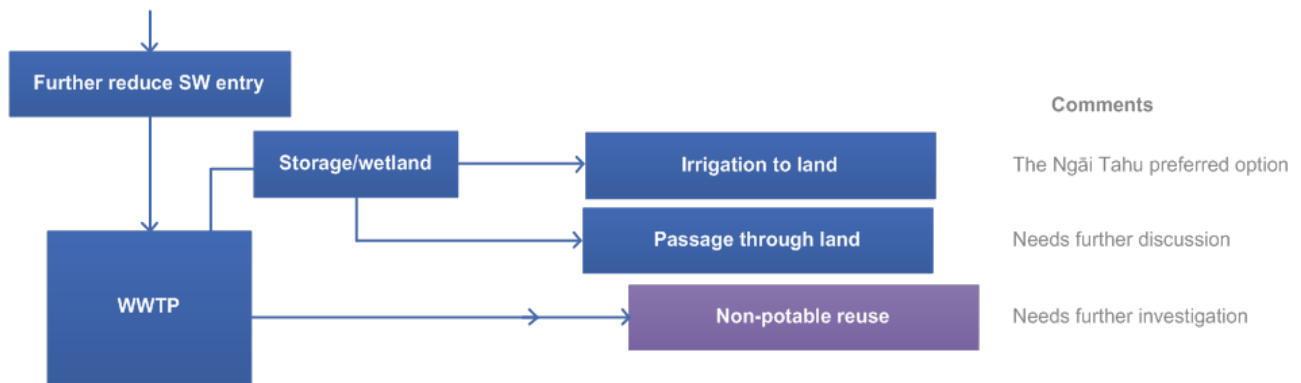 Further reduce SW entry
Comments
Storage/wetland
Irrigation to land
The Ngāi Tahu preferred option
Passage through land
Needs further discussion
WWTP
Non-potable reuse
Needs further investigation